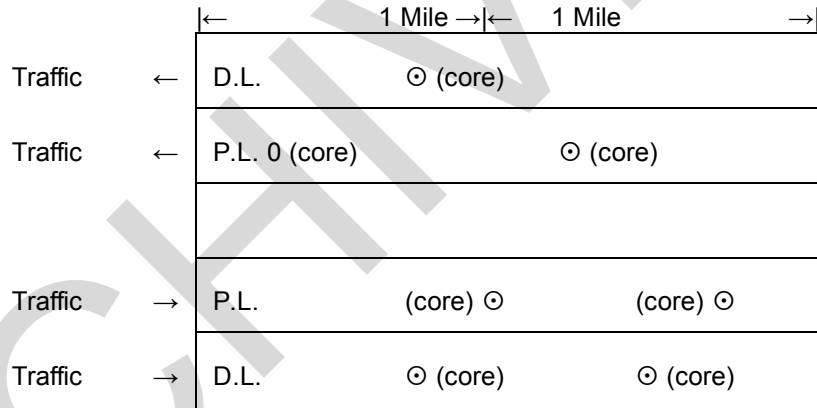 |← 1 Mile →|← 1 Mile →|
Traffic ← D.L. ⊙ (core)
Traffic ← P.L. 0 (core) ⊙ (core)
Traffic → P.L. (core) ⊙ (core) ⊙
Traffic → D.L. ⊙ (core) ⊙ (core)